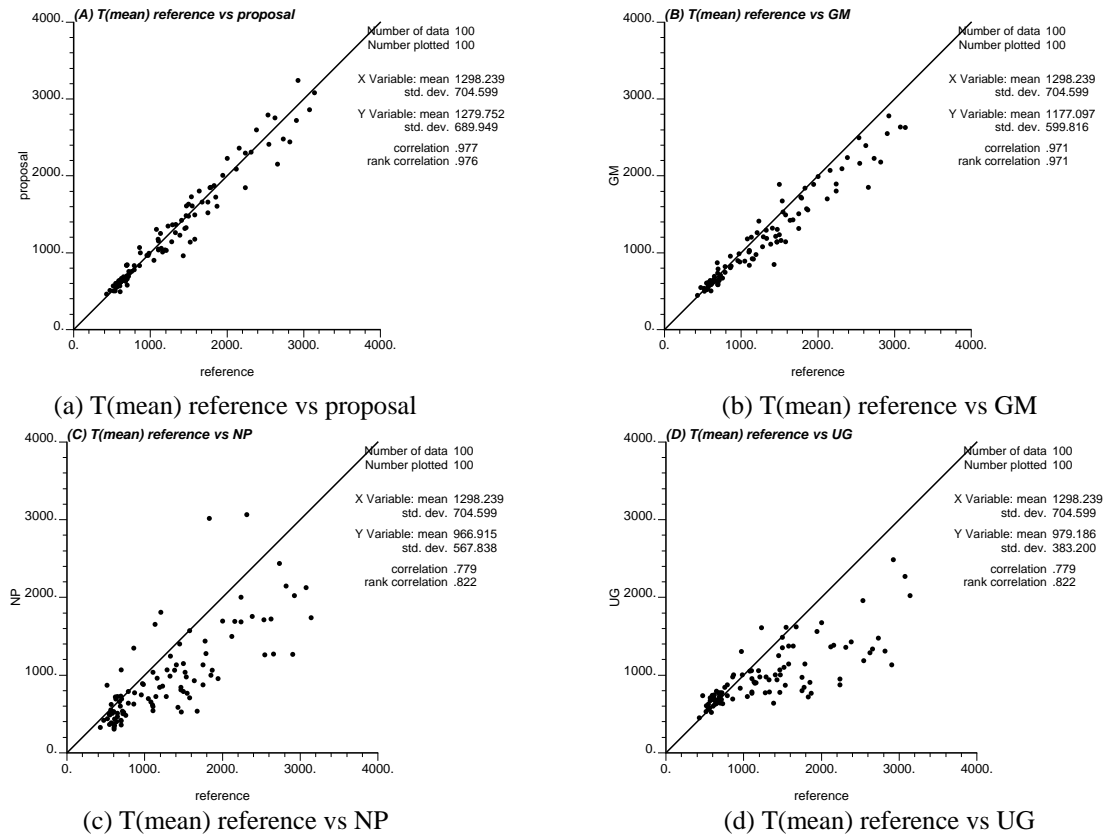 (A) T(mean) reference vs proposal
4000.
Number of data 100
Number plotted 100
X Variable: mean 1298.239
std. dev. 704.599
Y Variable: mean 1279.752
std. dev. 689.949
correlation .977
rank correlation .976
3000.
2000.
1000.
0.
proposal
0. 1000. 2000. 3000. 4000.
reference
(a) T(mean) reference vs proposal
(B) T(mean) reference vs GM
4000.
Number of data 100
Number plotted 100
X Variable: mean 1298.239
std. dev. 704.599
Y Variable: mean 1177.097
std. dev. 599.816
correlation .971
rank correlation .971
3000.
2000.
1000.
0.
GM
0. 1000. 2000. 3000. 4000.
reference
(b) T(mean) reference vs GM
(C) T(mean) reference vs NP
4000.
Number of data 100
Number plotted 100
X Variable: mean 1298.239
std. dev. 704.599
Y Variable: mean 966.915
std. dev. 567.838
correlation .779
rank correlation .822
3000.
2000.
1000.
0.
NP
0. 1000. 2000. 3000. 4000.
reference
(c) T(mean) reference vs NP
(D) T(mean) reference vs UG
4000.
Number of data 100
Number plotted 100
X Variable: mean 1298.239
std. dev. 704.599
Y Variable: mean 979.186
std. dev. 383.200
correlation .779
rank correlation .822
3000.
2000.
1000.
0.
UG
0. 1000. 2000. 3000. 4000.
reference
(d) T(mean) reference vs UG